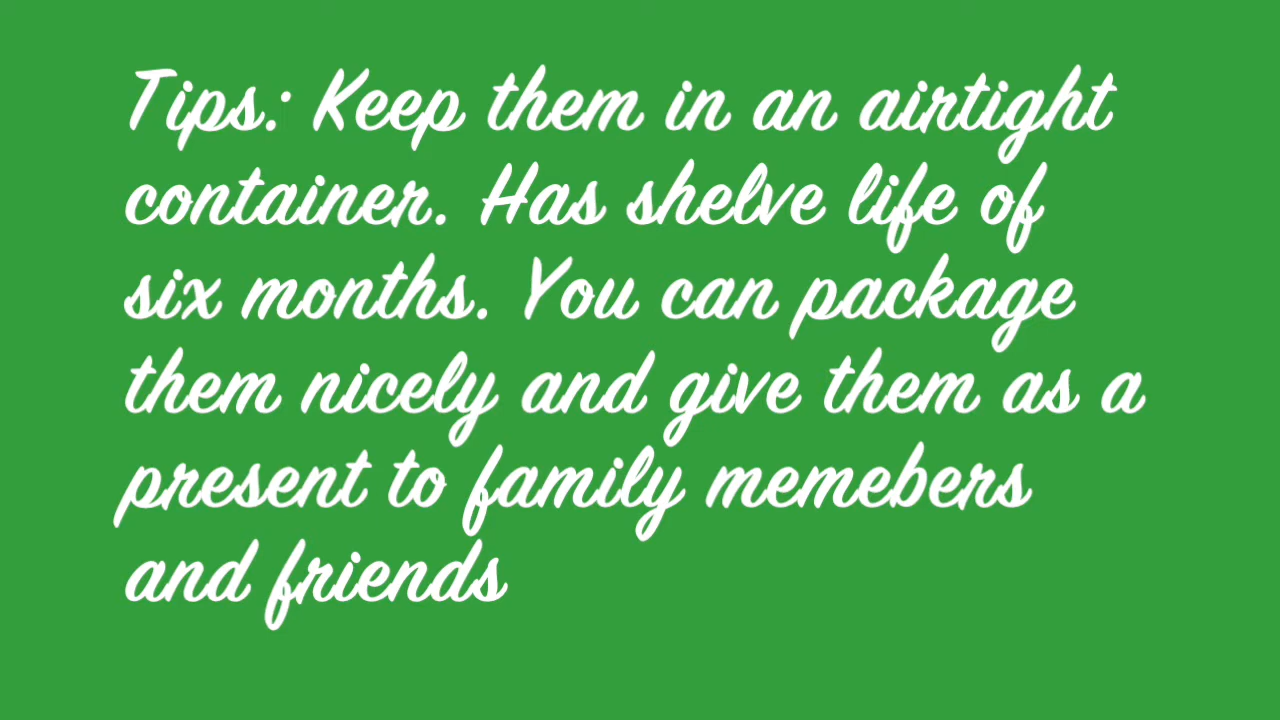 Tips: Keep them in an airtight
container. Has shelve life of
six months. You can package
them nicely and give them as a
present to family memebers
and friends